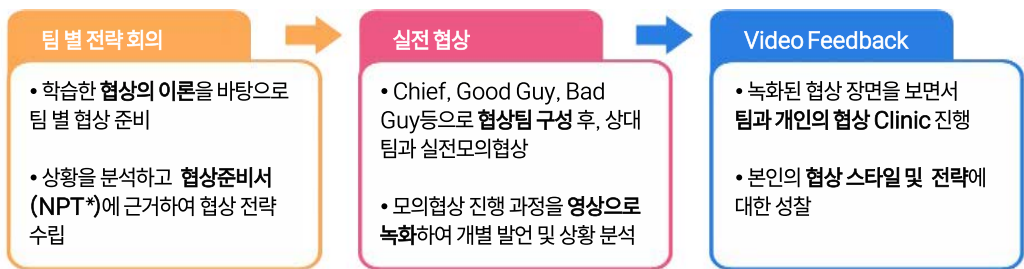 팀 별 전략 회의
• 학습한 협상의 이론을 바탕으로
팀 별 협상 준비
• 상황을 분석하고 협상준비서
(NPT*)에 근거하여 협상 전략
수립
실전 협상
• Chief, Good Guy, Bad
Guy등으로 협상팀 구성 후, 상대
팀과 실전모의협상
• 모의협상 진행 과정을 영상으로
녹화하여 개별 발언 및 상황 분석
Video Feedback
• 녹화된 협상 장면을 보면서
팀과 개인의 협상 Clinic 진행
• 본인의 협상 스타일 및 전략에
대한 성찰